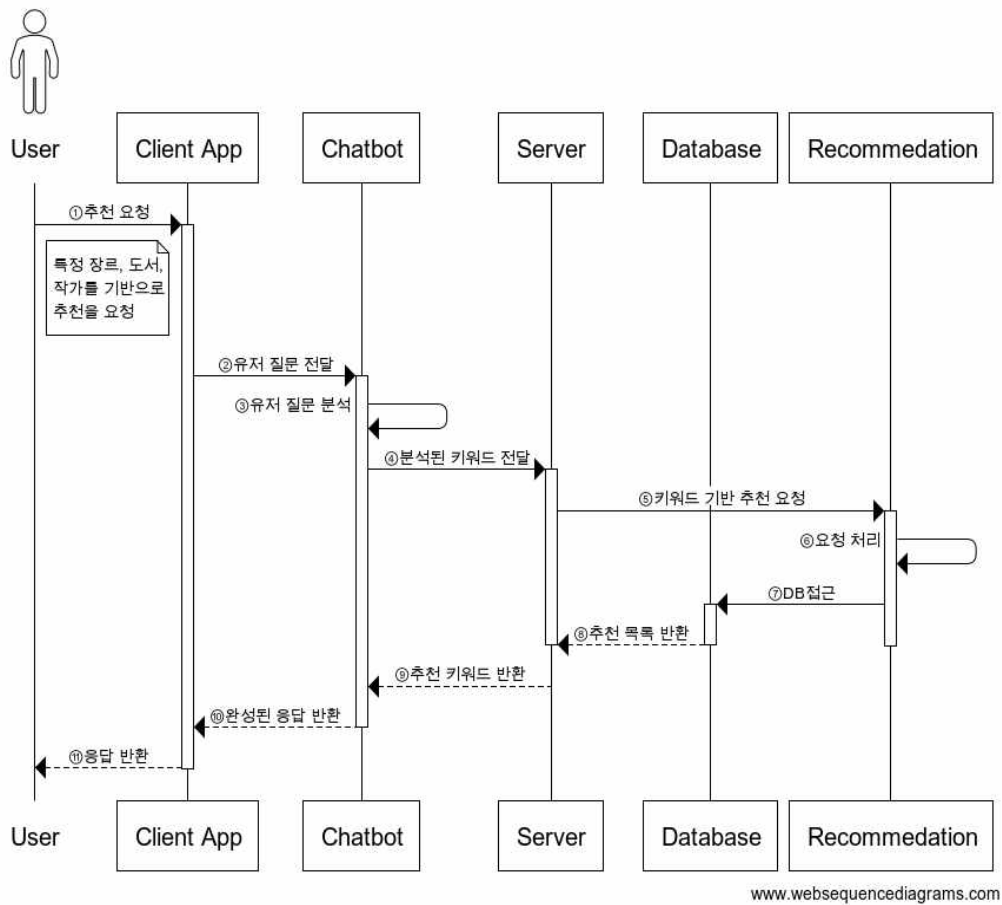 User
Client App
Chatbot
Server
Database
Recommedation
①추천 요청
특정 장르, 도서,
작가를 기반으로
추천을 요청
②유저 질문 전달
③유저 질문 분석
④분석된 키워드 전달
⑤키워드 기반 추천 요청
⑥요청 처리
⑦DB접근
⑧추천 목록 반환
⑨추천 키워드 반환
⑩완성된 응답 반환
⑪응답 반환
User
Client App
Chatbot
Server
Database
Recommedation
www.websequencediagrams.com